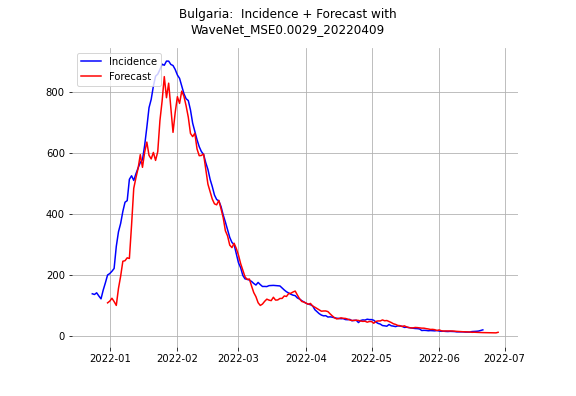 Bulgaria:  Incidence + Forecast with
WaveNet_MSE0.0029_20220409
Incidence
Forecast
800
600
400
200
0
2022-01 2022-02 2022-03 2022-04 2022-05 2022-06 2022-07